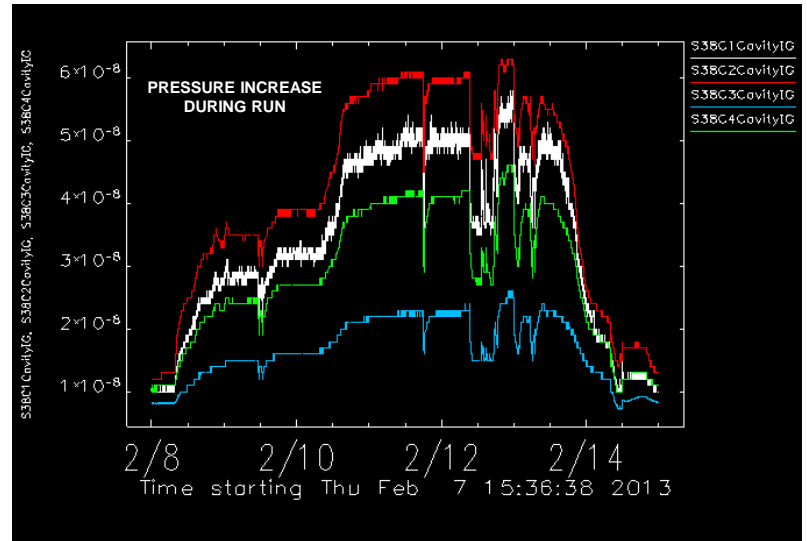 S38C1CavityIG, S38C2CavityIG, S38C3CavityIG, S38C4CavityIG
6×10-8
5×10-8
4×10-8
3×10-8
2×10-8
1×10-8
PRESSURE INCREASE
DURING RUN
S38C1CavityIG
S38C2CavityIG
S38C3CavityIG
S38C4CavityIG
2/8 2/10 2/12 2/14
Time starting Thu Feb 7 15:36:38 2013